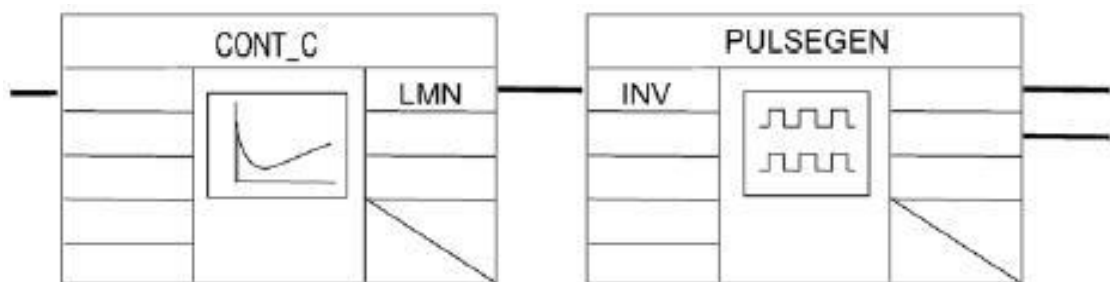 CONT_C
PULSEGEN
LMN
INV